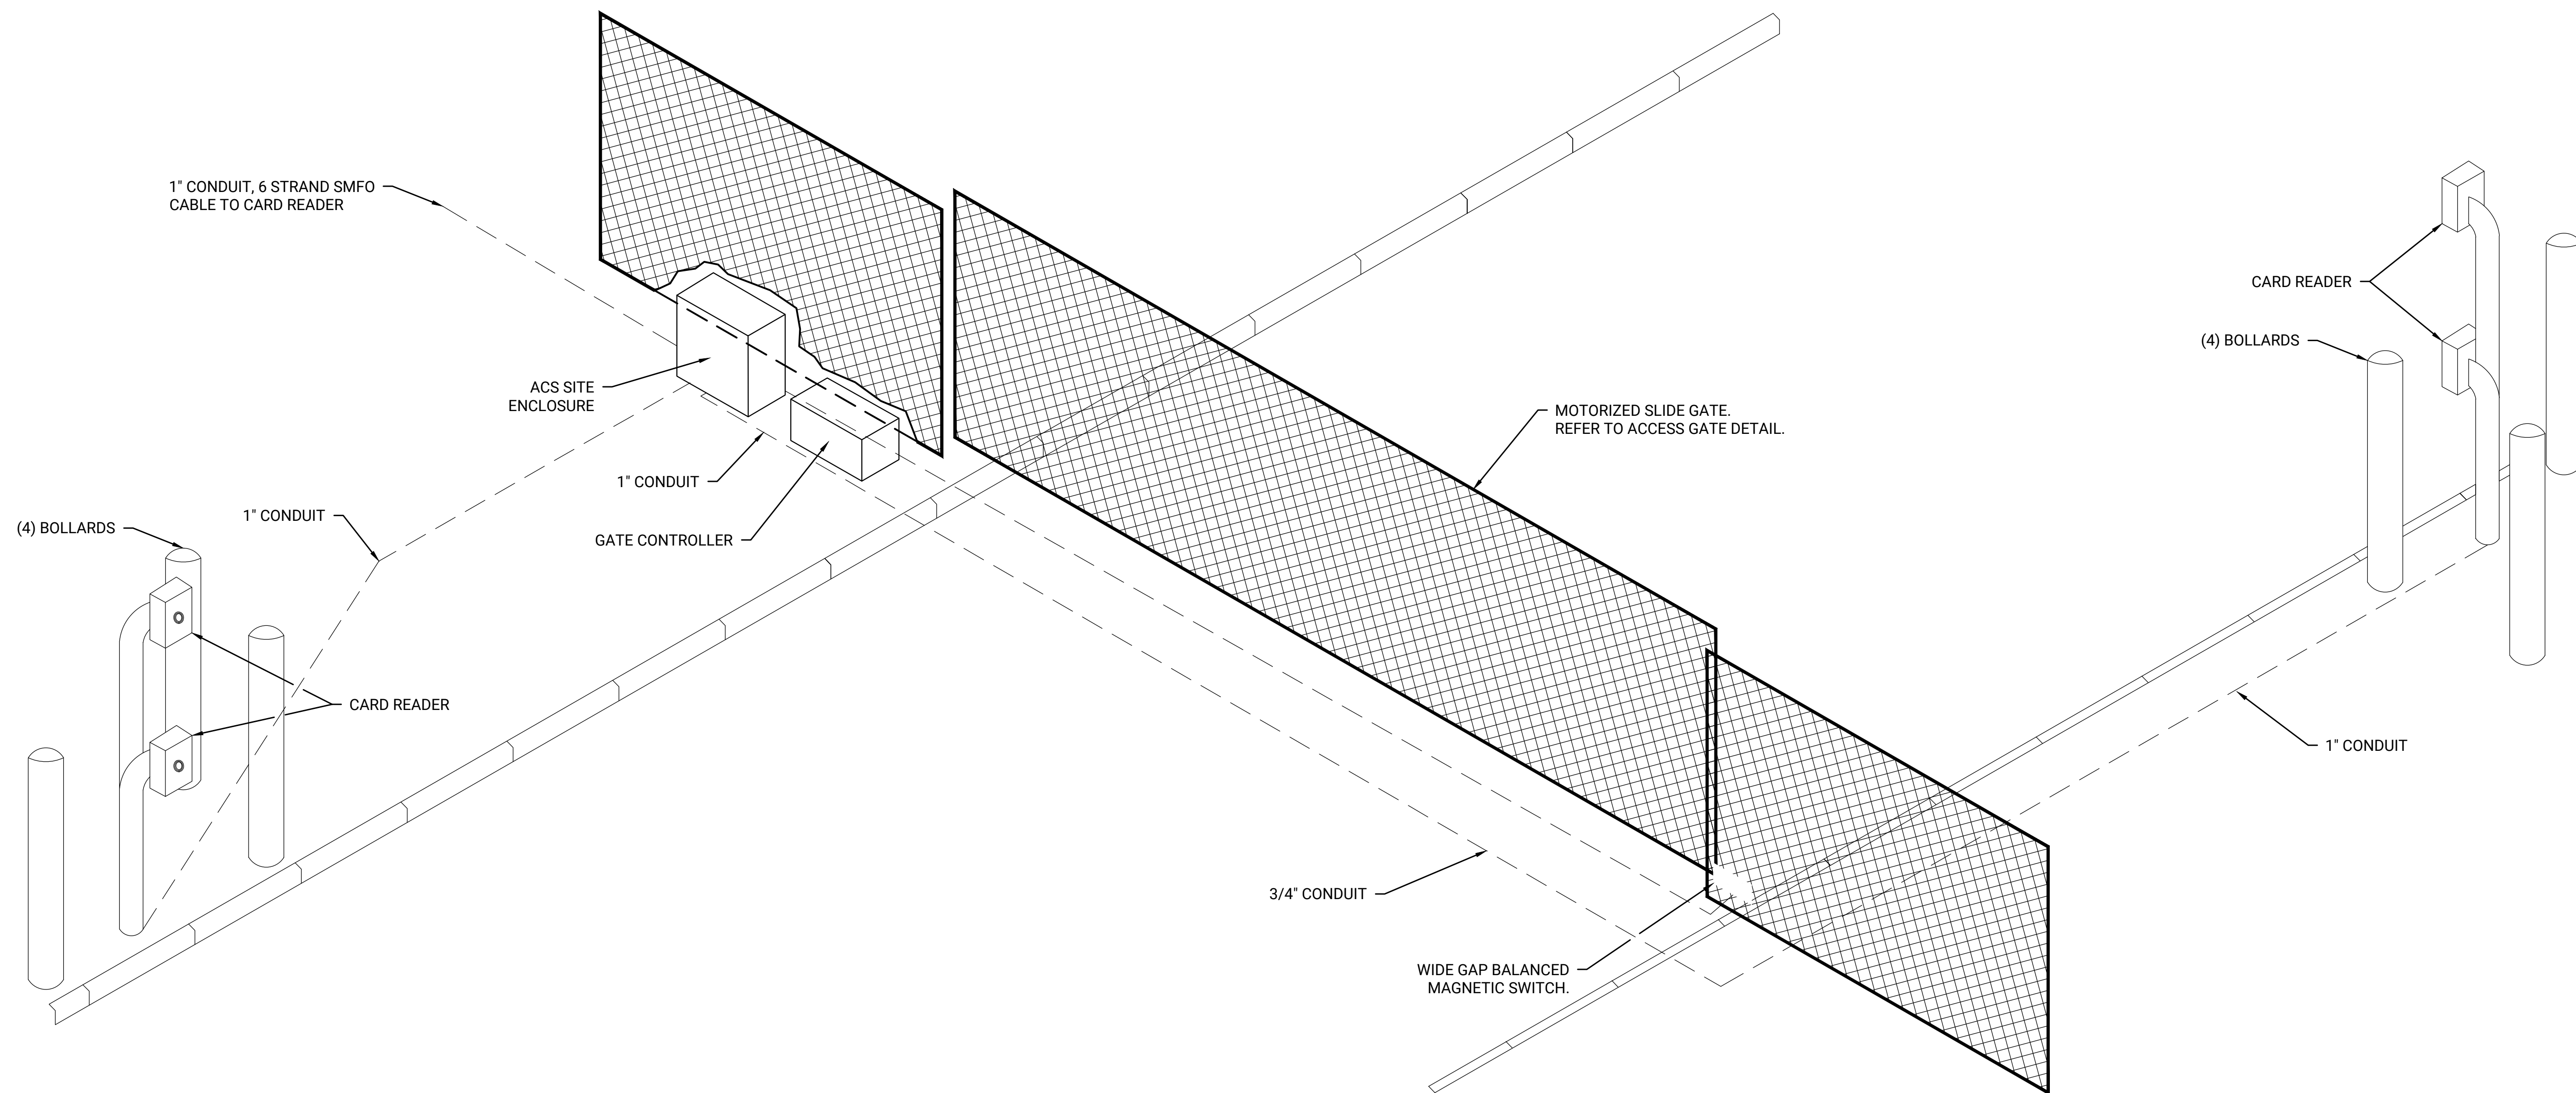 1" CONDUIT, 6 STRAND SMFO
CABLE TO CARD READER
CARD READER
(4) BOLLARDS
ACS SITE
ENCLOSURE
MOTORIZED SLIDE GATE.
REFER TO ACCESS GATE DETAIL.
1" CONDUIT
1" CONDUIT
(4) BOLLARDS
GATE CONTROLLER
CARD READER
1" CONDUIT
3/4" CONDUIT
WIDE GAP BALANCED
MAGNETIC SWITCH.